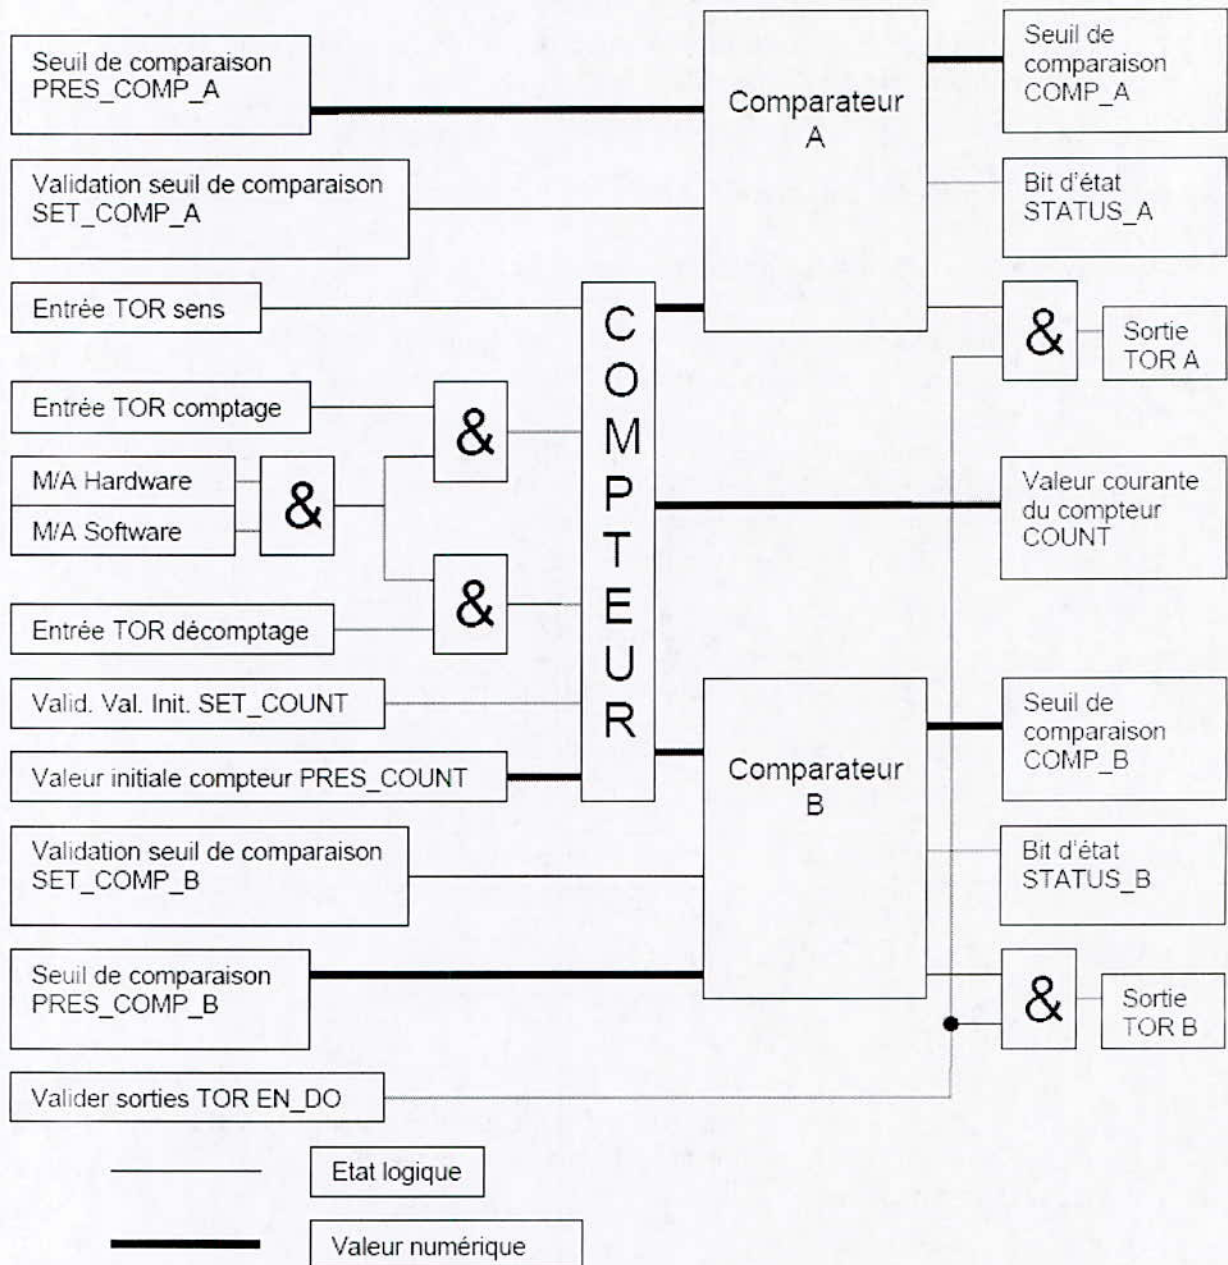 Seuil de comparaison
PRES_COMP_A
Validation seuil de comparaison
SET_COMP_A
Entrée TOR sens
Entrée TOR comptage
M/A Hardware
M/A Software
Entrée TOR décomptage
Valid. Val. Init. SET_COUNT
Valeur initiale compteur PRES_COUNT
Validation seuil de comparaison
SET_COMP_B
Seuil de comparaison
PRES_COMP_B
Valider sorties TOR EN_DO
&
&
&
C
O
M
P
T
E
U
R
Comparateur
A
Comparateur
B
Seuil de
comparaison
COMP_A
Bit d'état
STATUS_A
&
Sortie
TOR A
Valeur courante
du compteur
COUNT
Seuil de
comparaison
COMP_B
Bit d'état
STATUS_B
&
Sortie
TOR B
Etat logique
Valeur numérique